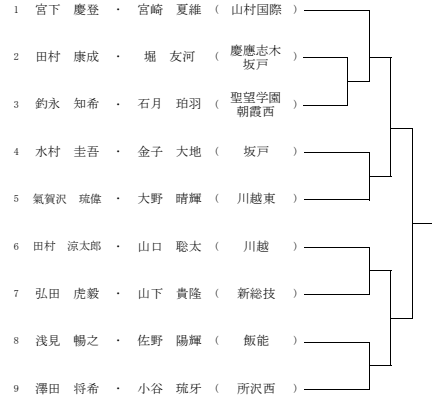 1 宮下 慶登 ・ 宮崎 夏維 （ 山村国際 ）
2 田村 康成 ・ 堀 友河 （ 慶應志木 坂戸 ）
3 釣永 知希 ・ 石月 珀羽 （ 聖望学園 朝霞西 ）
4 水村 圭吾 ・ 金子 大地 （ 坂戸 ）
5 氣賀沢 琉偉 ・ 大野 晴輝 （ 川越東 ）
6 田村 涼太郎 ・ 山口 聡太 （ 川越 ）
7 弘田 虎毅 ・ 山下 貴隆 （ 新総技 ）
8 浅見 暢之 ・ 佐野 陽輝 （ 飯能 ）
9 澤田 将希 ・ 小谷 琉牙 （ 所沢西 ）